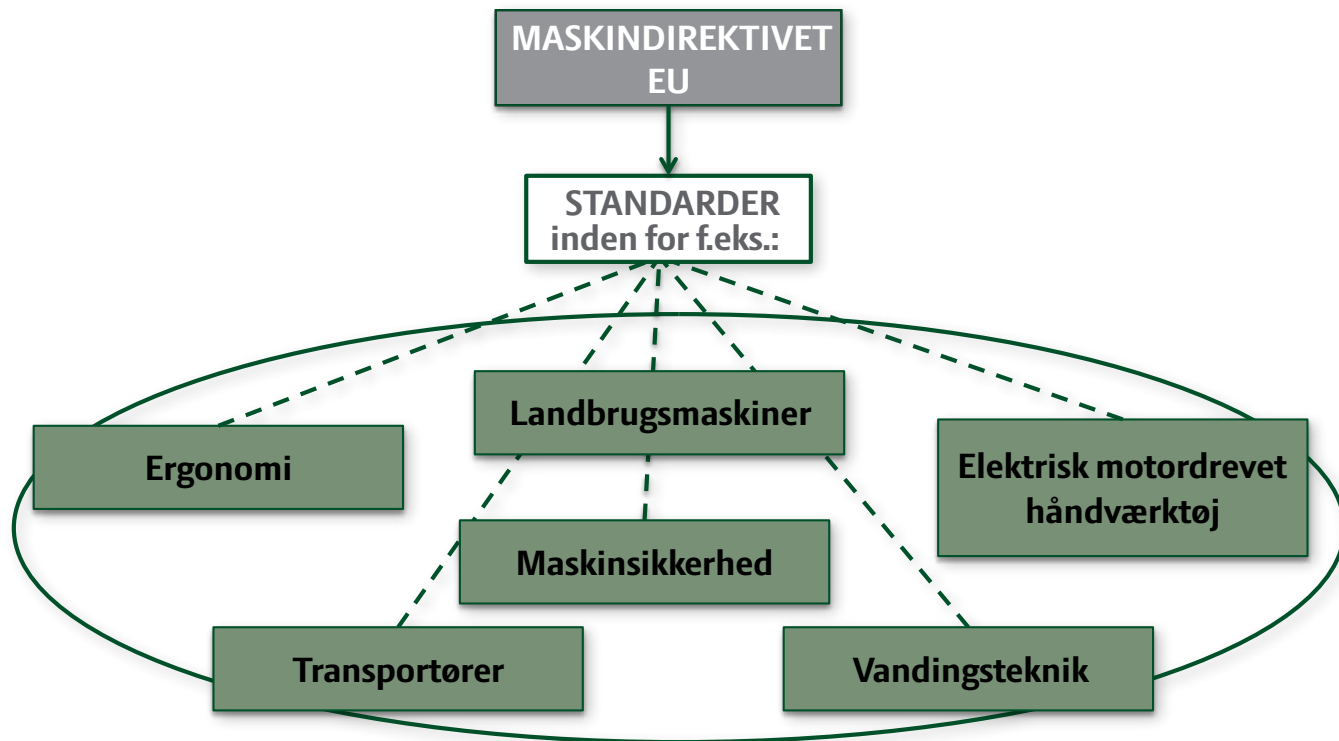 MASKINDIREKTIVET
EU
STANDARDER
inden for f.eks.:
Landbrugsmaskiner
Ergonomi
Elektrisk motordrevet
håndværktøj
Maskinsikkerhed
Transportører
Vandingsteknik